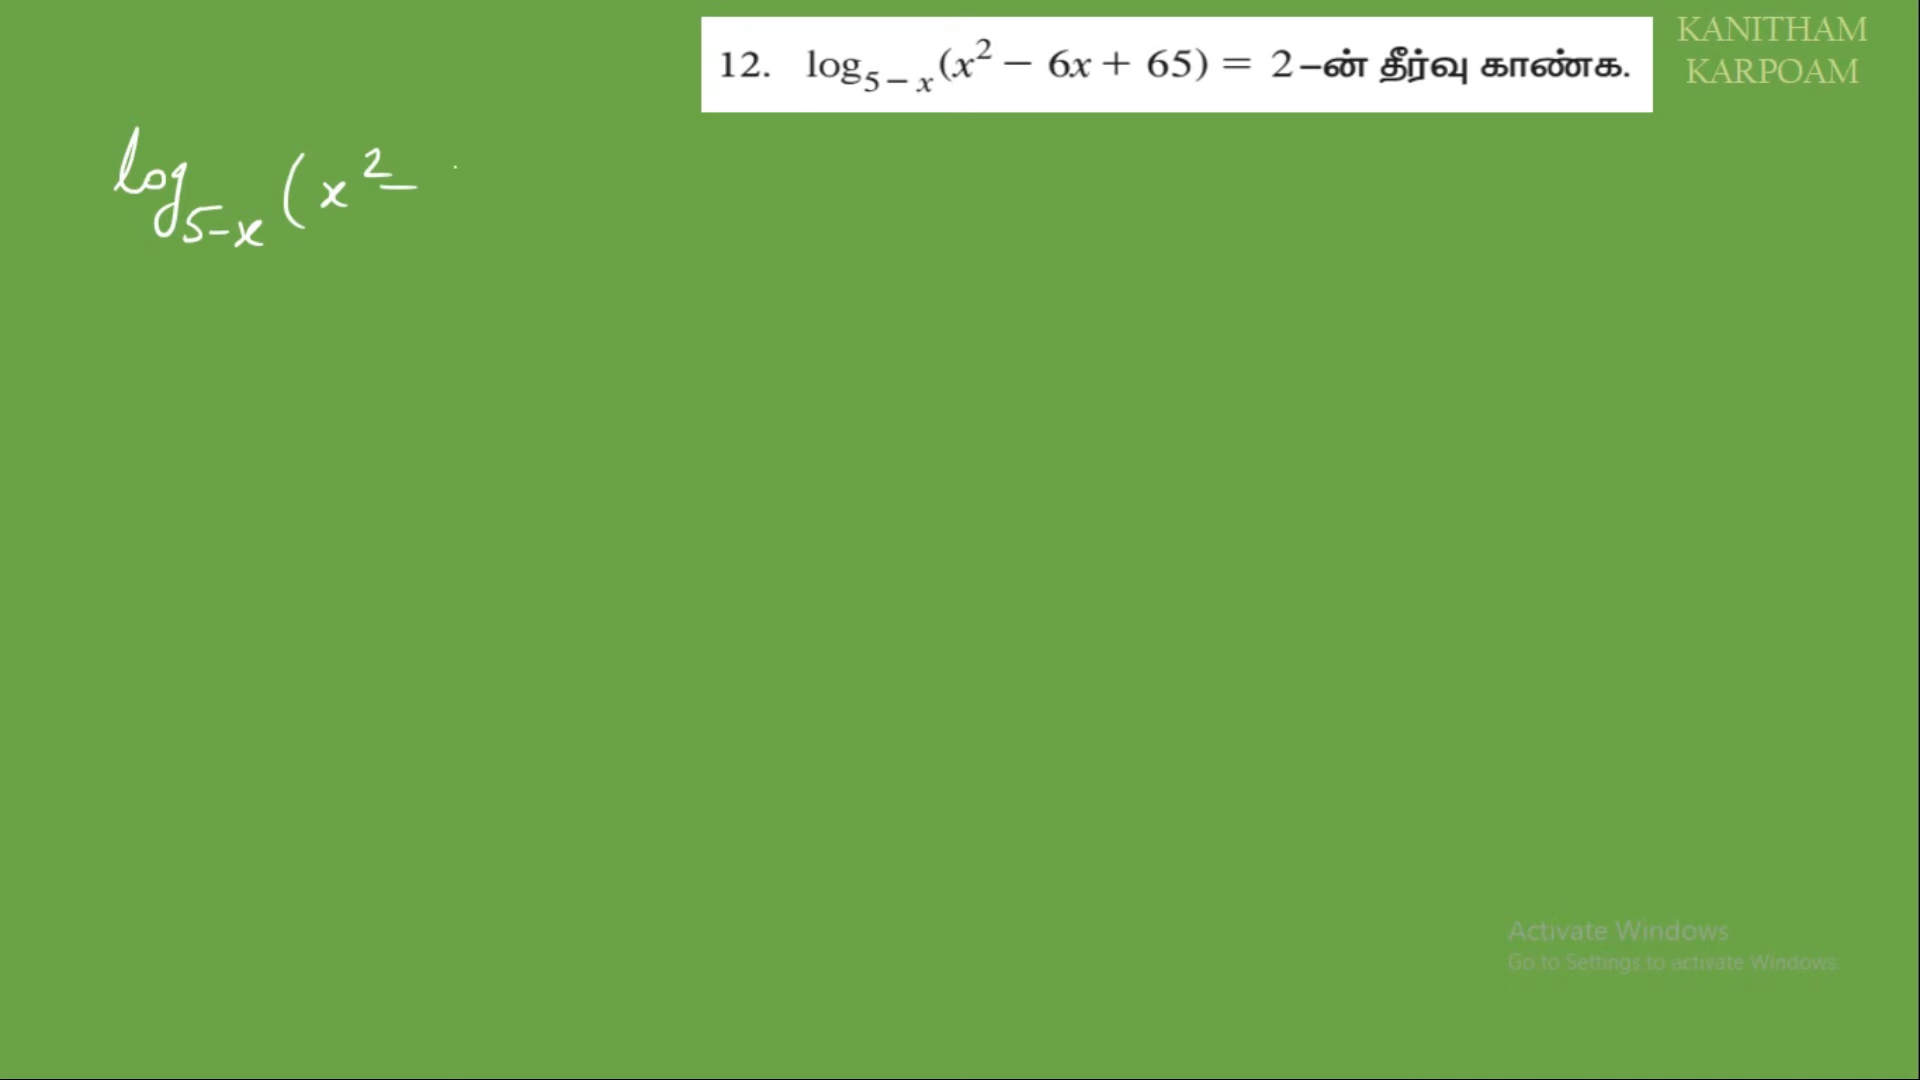 12. log₅₋ₓ(x² − 6x + 65) = 2–ன் தீர்வு காண்க.
KANITHAM
KARPOAM
log₅₋ₓ (x² −
Activate Windows
Go to Settings to activate Windows.